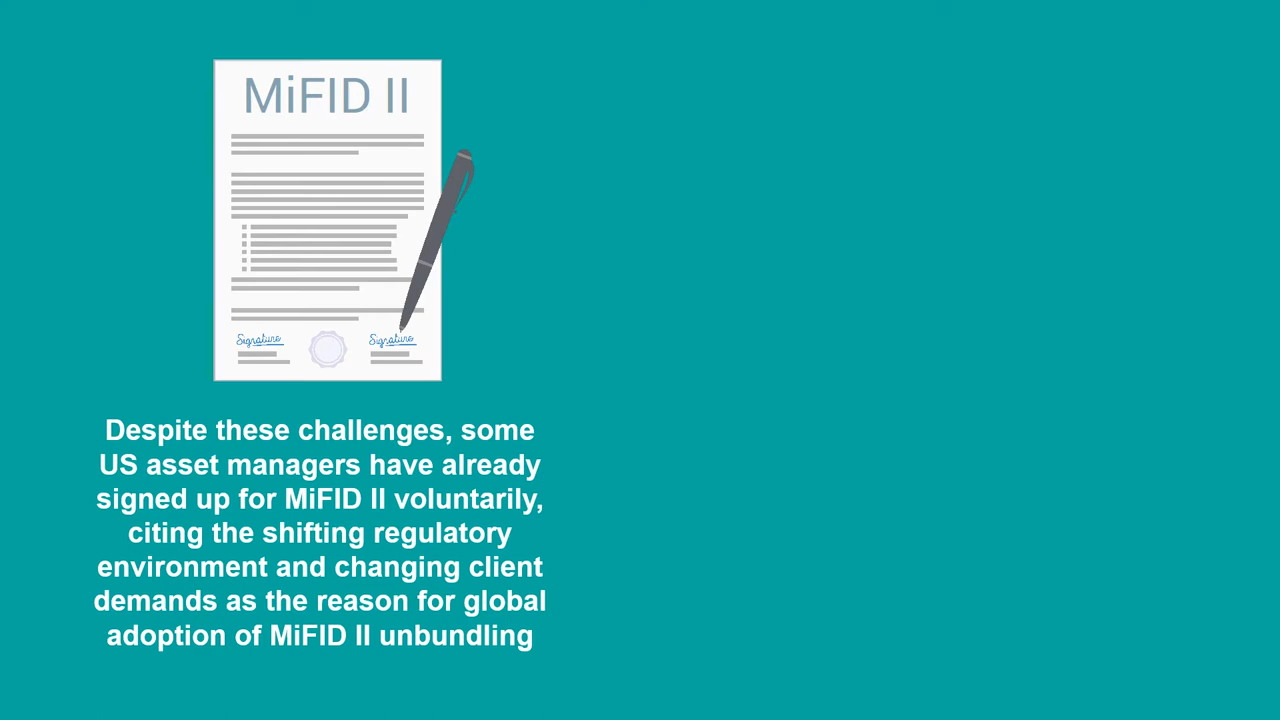 MiFID II
Signature
Signature
Despite these challenges, some
US asset managers have already
signed up for MiFID II voluntarily,
citing the shifting regulatory
environment and changing client
demands as the reason for global
adoption of MiFID II unbundling